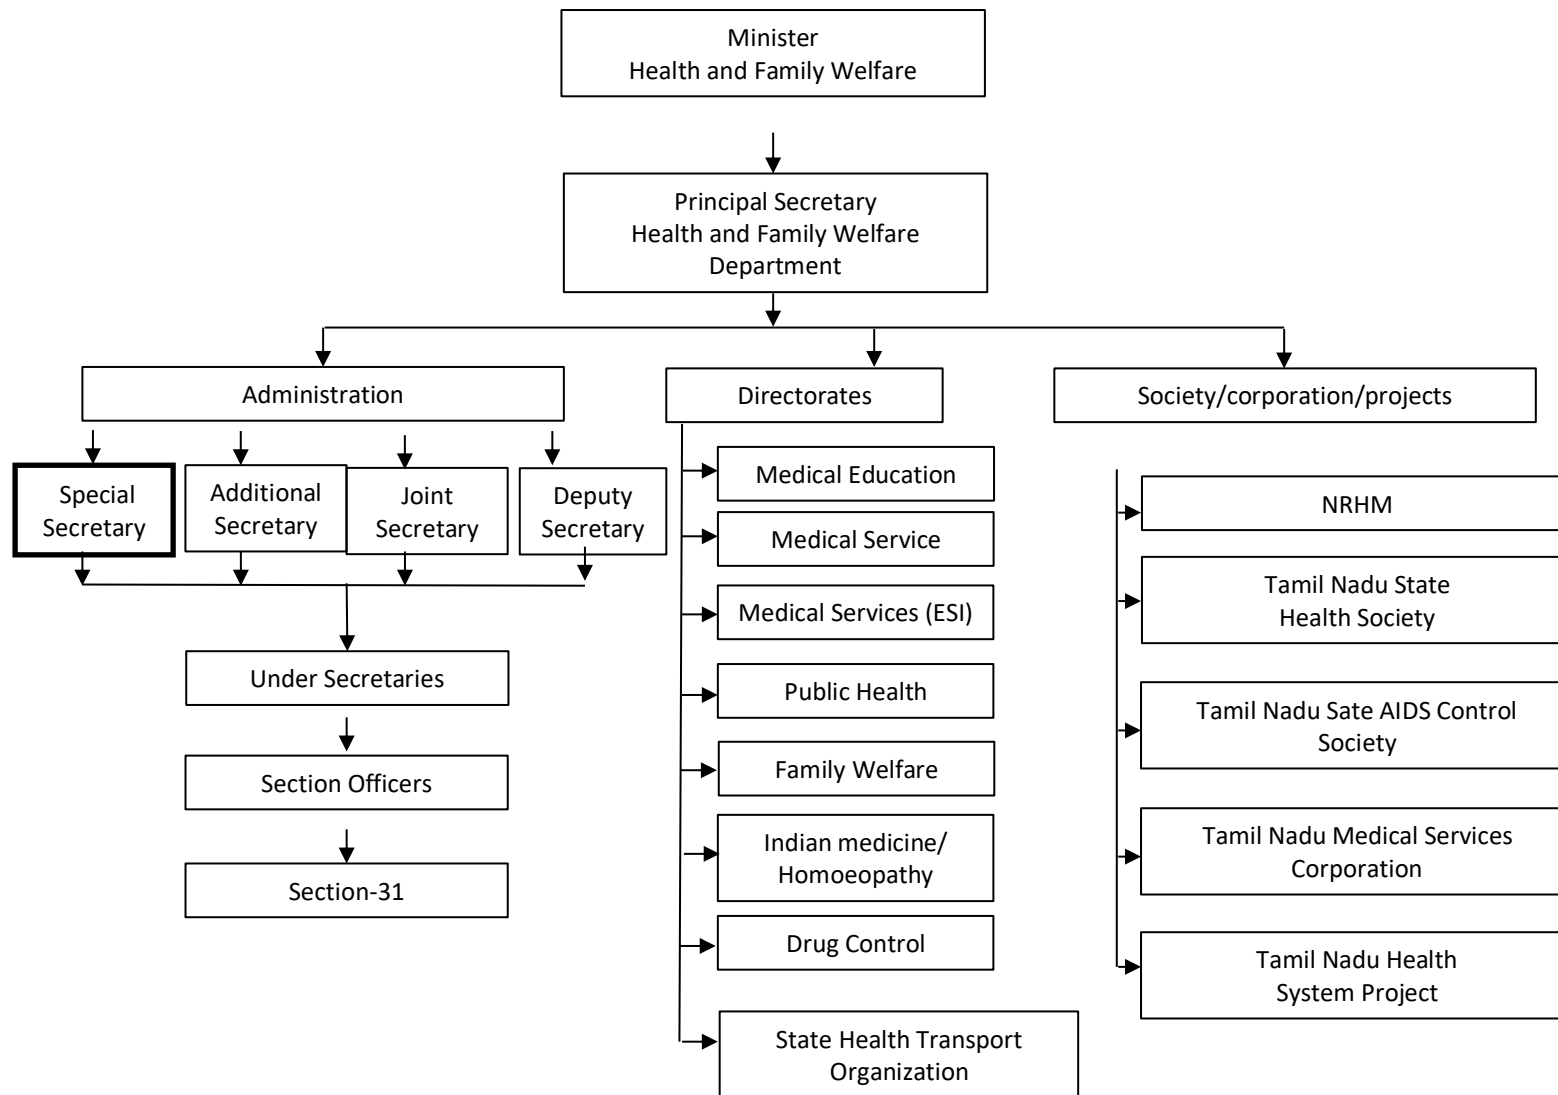 Minister
Health and Family Welfare
Principal Secretary
Health and Family Welfare
Department
Administration
Directorates
Society/corporation/projects
Special
Secretary
Additional
Secretary
Joint
Secretary
Deputy
Secretary
Under Secretaries
Section Officers
Section-31
Medical Education
Medical Service
Medical Services (ESI)
Public Health
Family Welfare
Indian medicine/
Homoeopathy
Drug Control
State Health Transport
Organization
NRHM
Tamil Nadu State
Health Society
Tamil Nadu Sate AIDS Control
Society
Tamil Nadu Medical Services
Corporation
Tamil Nadu Health
System Project